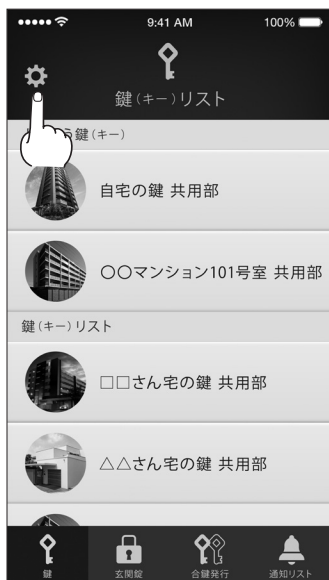 9:41 AM 100%
鍵(キー)リスト
う鍵(キー)
自宅の鍵 共用部
〇〇マンション101号室 共用部
鍵(キー)リスト
□□さん宅の鍵 共用部
△△さん宅の鍵 共用部
鍵 玄関錠 合鍵発行 通知リスト